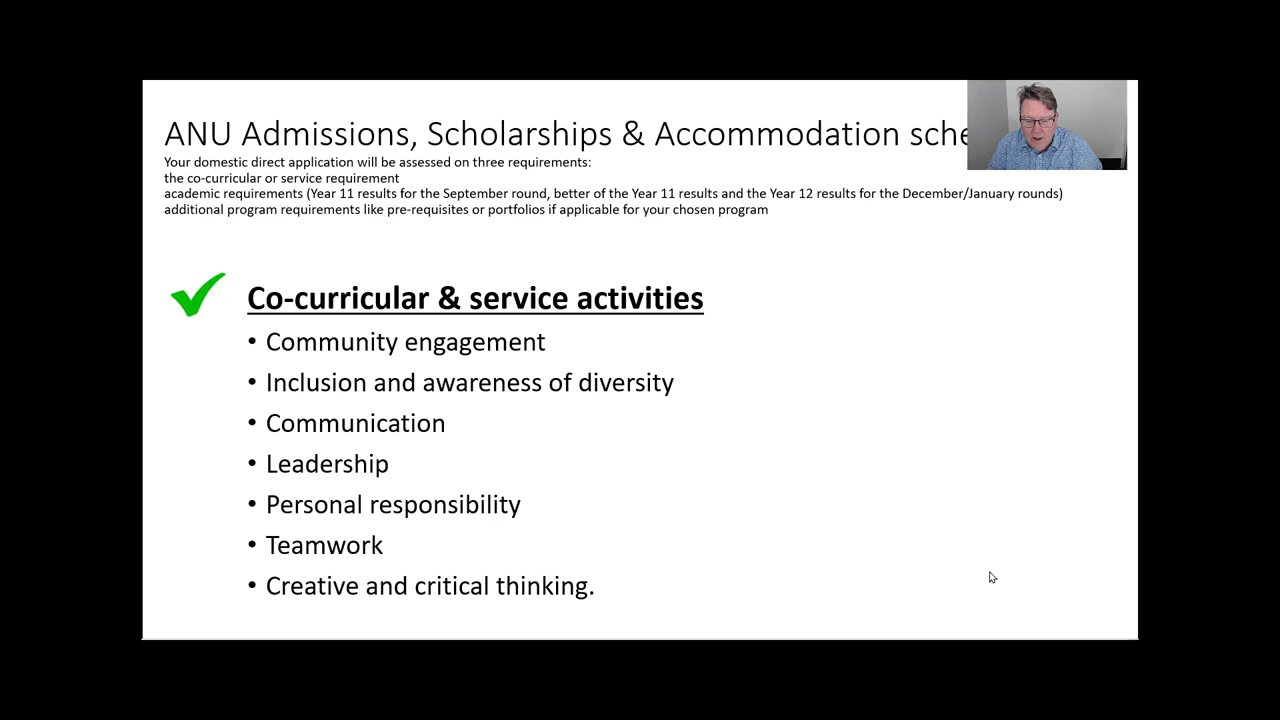 ANU Admissions, Scholarships & Accommodation
Your domestic direct application will be assessed on three requirements:
the co-curricular or service requirement
academic requirements (Year 11 results for the September round, better of the Year 11 results and the Year 12 results for the December/January rounds)
additional program requirements like pre-requisites or portfolios if applicable for your chosen program
Co-curricular & service activities
• Community engagement
• Inclusion and awareness of diversity
• Communication
• Leadership
• Personal responsibility
• Teamwork
• Creative and critical thinking.